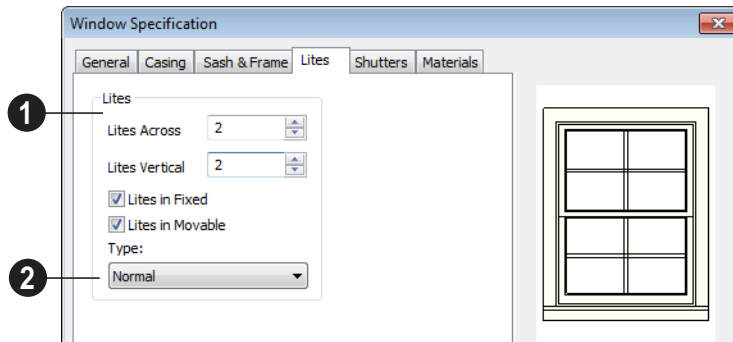 Window Specification
General Casing Sash & Frame Lites Shutters Materials
Lites
1
Lites Across 2
Lites Vertical 2
Lites in Fixed
Lites in Movable
Type:
2
Normal